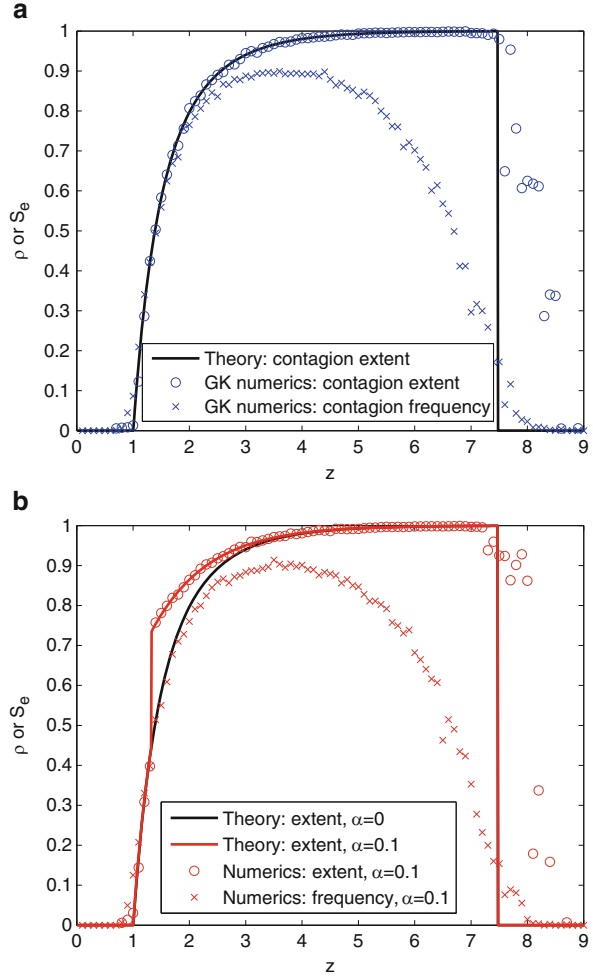 a
1
0.9
0.8
0.7
0.6
0.5
0.4
0.3
0.2
0.1
0
ρ or Sₑ
Theory: contagion extent
GK numerics: contagion extent
GK numerics: contagion frequency
0 1 2 3 4 5 6 7 8 9
z
b
1
0.9
0.8
0.7
0.6
0.5
0.4
0.3
0.2
0.1
0
ρ or Sₑ
Theory: extent, α=0
Theory: extent, α=0.1
Numerics: extent, α=0.1
Numerics: frequency, α=0.1
0 1 2 3 4 5 6 7 8 9
z